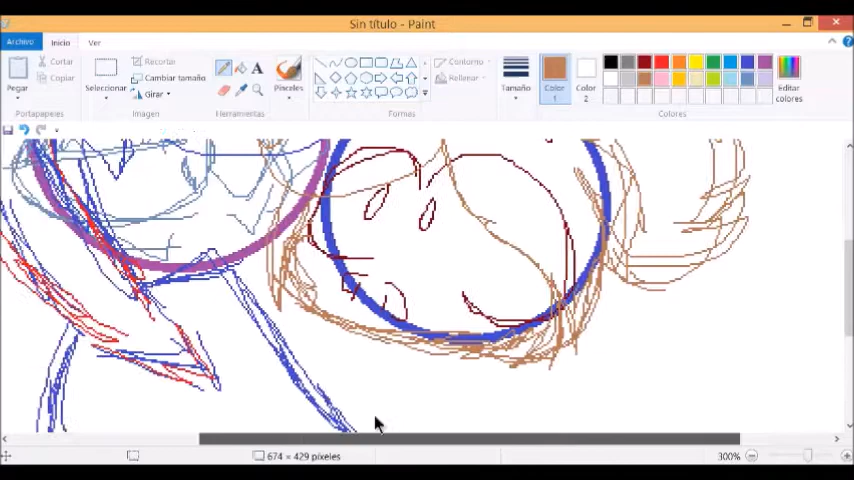 Sin título - Paint
Archivo Inicio Ver
Pegar
Cortar
Copiar
Portapapeles
Seleccionar
Recortar
Cambiar tamaño
Girar
Imagen
A
Herramientas
Pinceles
Contorno
Rellenar
Formas
Tamaño
Color 1
Color 2
Editar colores
Colores
674 × 429 píxeles
300%